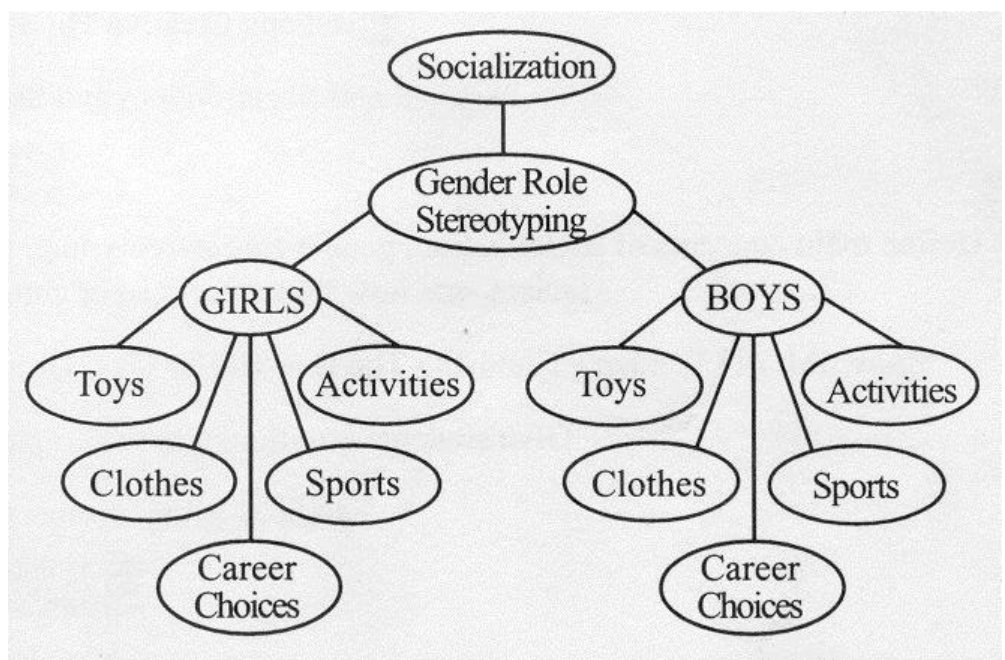 Socialization
Gender Role
Stereotyping
GIRLS
BOYS
Toys
Activities
Clothes
Sports
Career
Choices
Toys
Activities
Clothes
Sports
Career
Choices